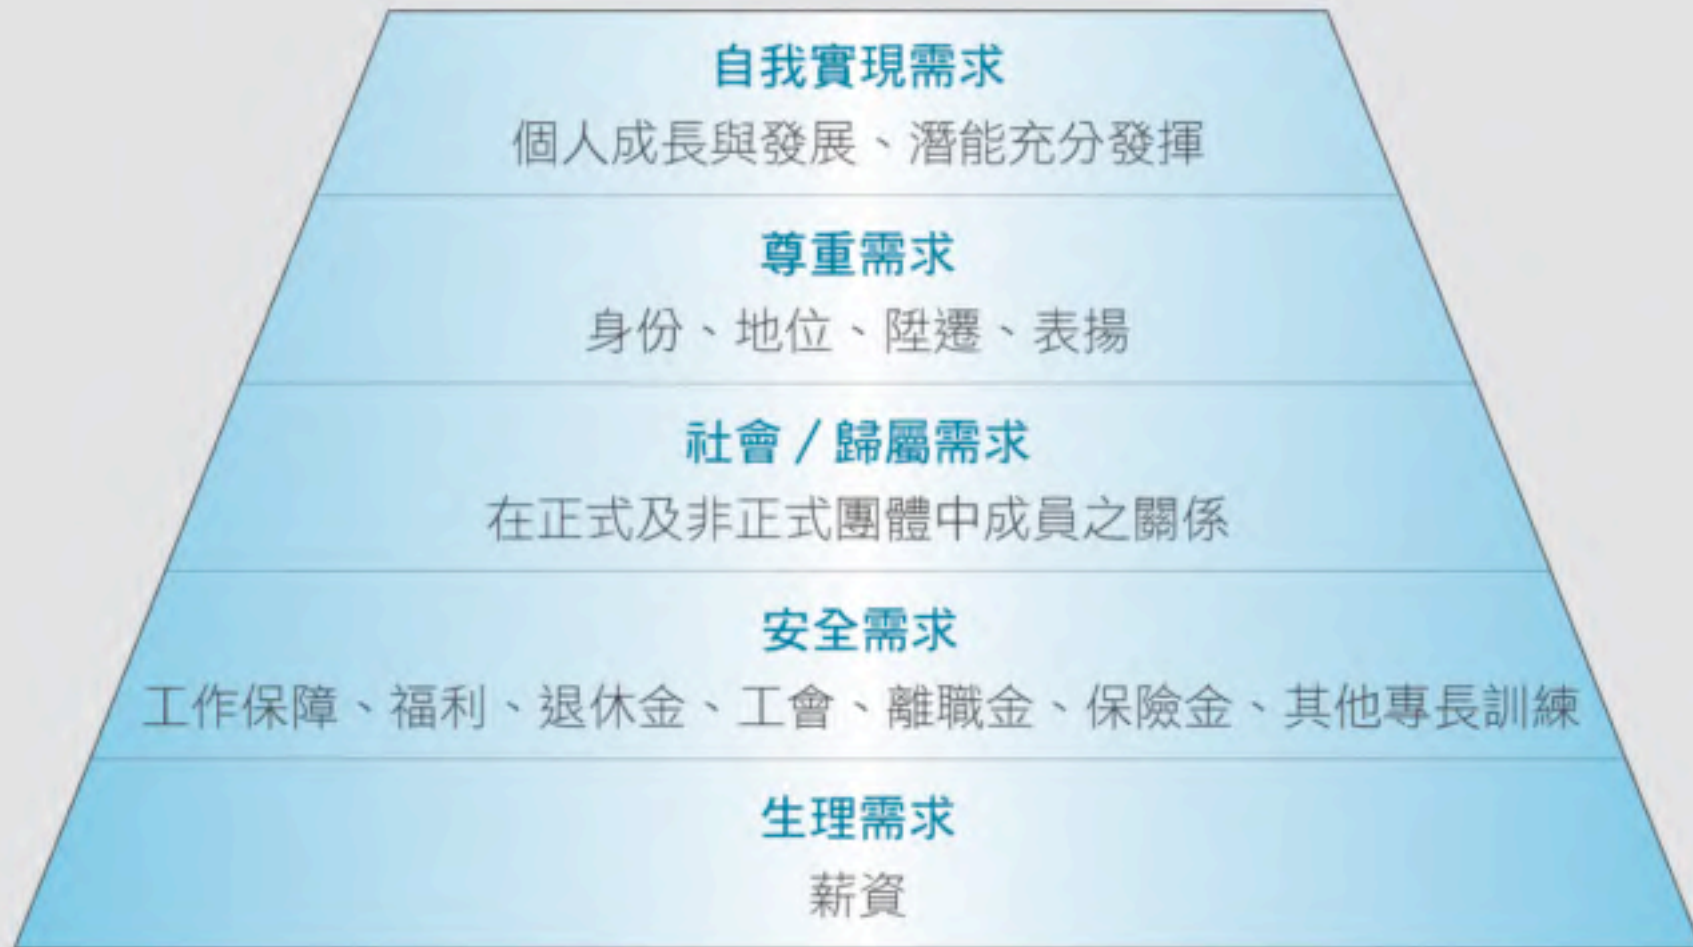 自我實現需求
個人成長與發展、潛能充分發揮
尊重需求
身份、地位、陞遷、表揚
社會/歸屬需求
在正式及非正式團體中成員之關係
安全需求
工作保障、福利、退休金、工會、離職金、保險金、其他專長訓練
生理需求
薪資